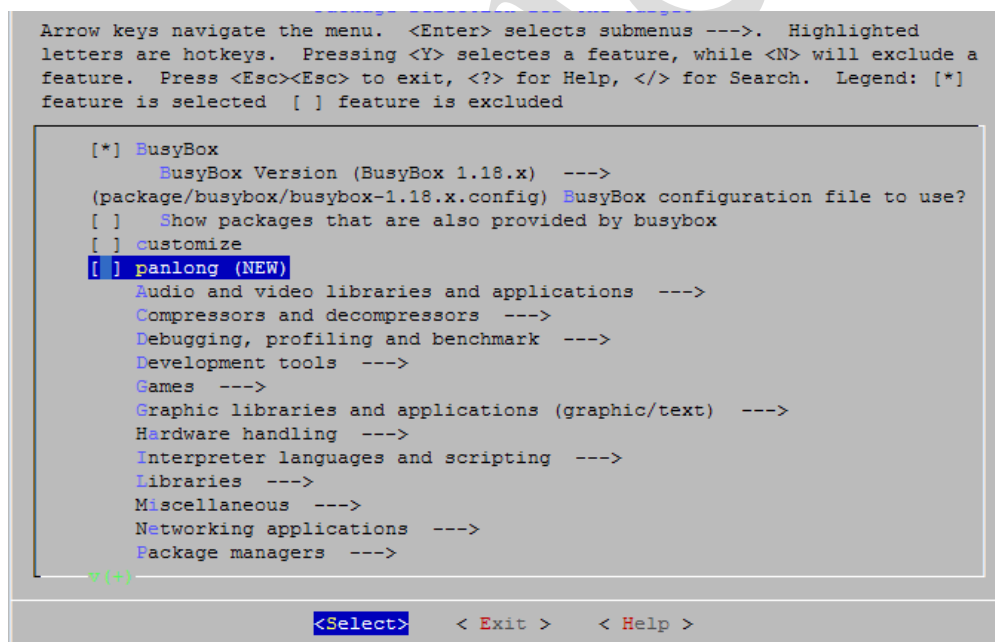 Package Selection for the target
Arrow keys navigate the menu.  <Enter> selects submenus --->.  Highlighted
letters are hotkeys.  Pressing <Y> selectes a feature, while <N> will exclude a
feature.  Press <Esc><Esc> to exit, <?> for Help, </> for Search.  Legend: [*]
feature is selected  [ ] feature is excluded
[*] BusyBox
BusyBox Version (BusyBox 1.18.x)  --->
(package/busybox/busybox-1.18.x.config) BusyBox configuration file to use?
[ ]   Show packages that are also provided by busybox
[ ] customize
[ ] panlong (NEW)
Audio and video libraries and applications  --->
Compressors and decompressors  --->
Debugging, profiling and benchmark  --->
Development tools  --->
Games  --->
Graphic libraries and applications (graphic/text)  --->
Hardware handling  --->
Interpreter languages and scripting  --->
Libraries  --->
Miscellaneous  --->
Networking applications  --->
Package managers  --->
(+)
<Select>    < Exit >    < Help >